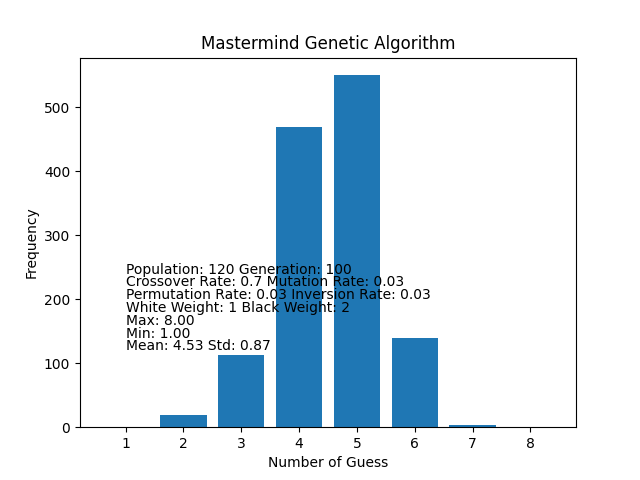 Mastermind Genetic Algorithm
Frequency
500
400
300
200
100
0
Population: 120 Generation: 100
Crossover Rate: 0.7 Mutation Rate: 0.03
Permutation Rate: 0.03 Inversion Rate: 0.03
White Weight: 1 Black Weight: 2
Max: 8.00
Min: 1.00
Mean: 4.53 Std: 0.87
1 2 3 4 5 6 7 8
Number of Guess